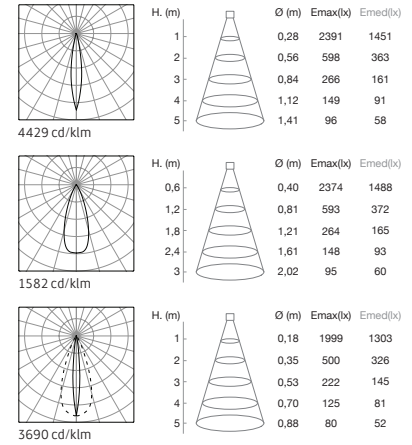 H. (m) Ø (m) Emax(lx) Emed(lx)
1 0,28 2391 1451
2 0,56 598 363
3 0,84 266 161
4 1,12 149 91
5 1,41 96 58
4429 cd/klm
H. (m) Ø (m) Emax(lx) Emed(lx)
0,6 0,40 2374 1488
1,2 0,81 593 372
1,8 1,21 264 165
2,4 1,61 148 93
3 2,02 95 60
1582 cd/klm
H. (m) Ø (m) Emax(lx) Emed(lx)
1 0,18 1999 1303
2 0,35 500 326
3 0,53 222 145
4 0,70 125 81
5 0,88 80 52
3690 cd/klm